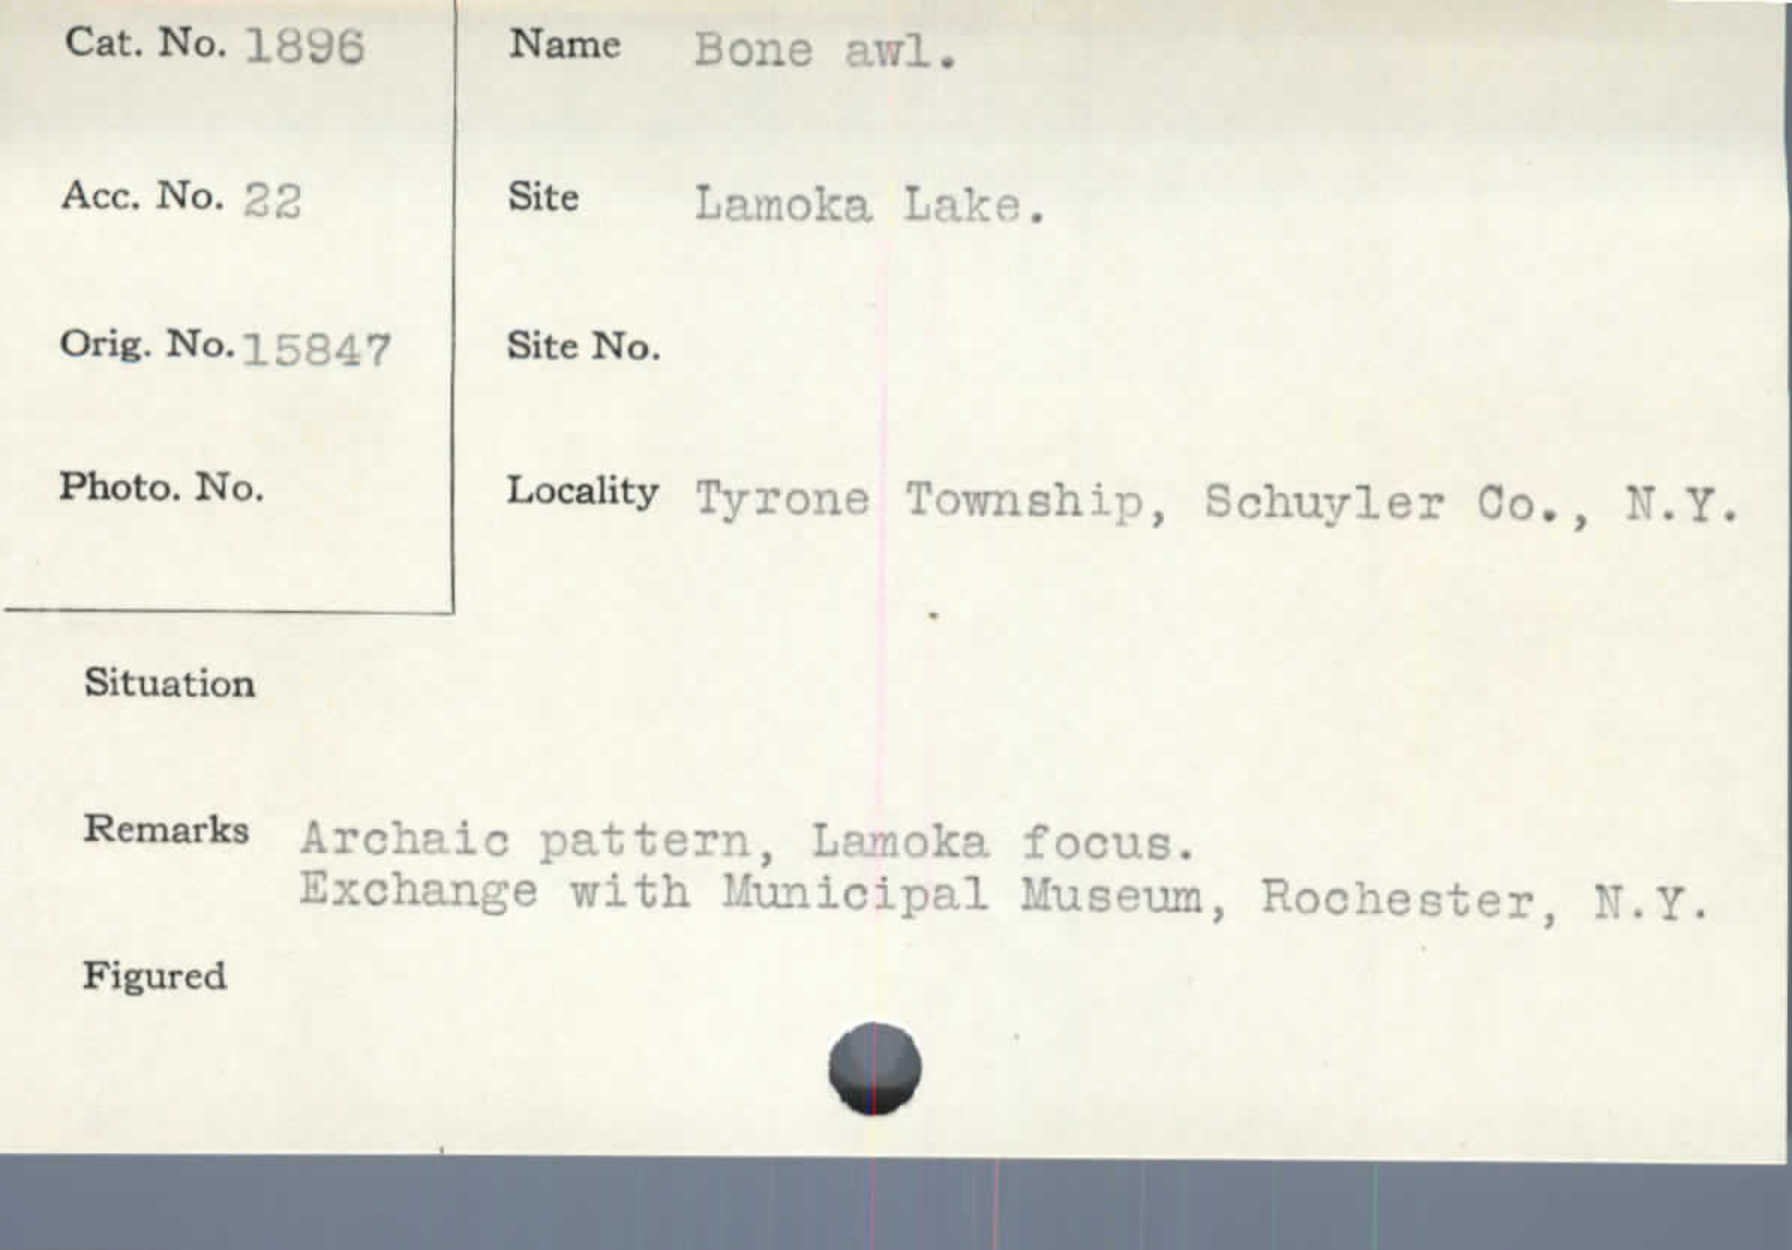 Cat. No. 1896
Name Bone awl.
Acc. No. 22
Site Lamoka Lake.
Orig. No. 15847
Site No.
Photo. No.
Locality Tyrone Township, Schuyler Co., N.Y.
Situation
Remarks Archaic pattern, Lamoka focus.
Exchange with Municipal Museum, Rochester, N.Y.
Figured